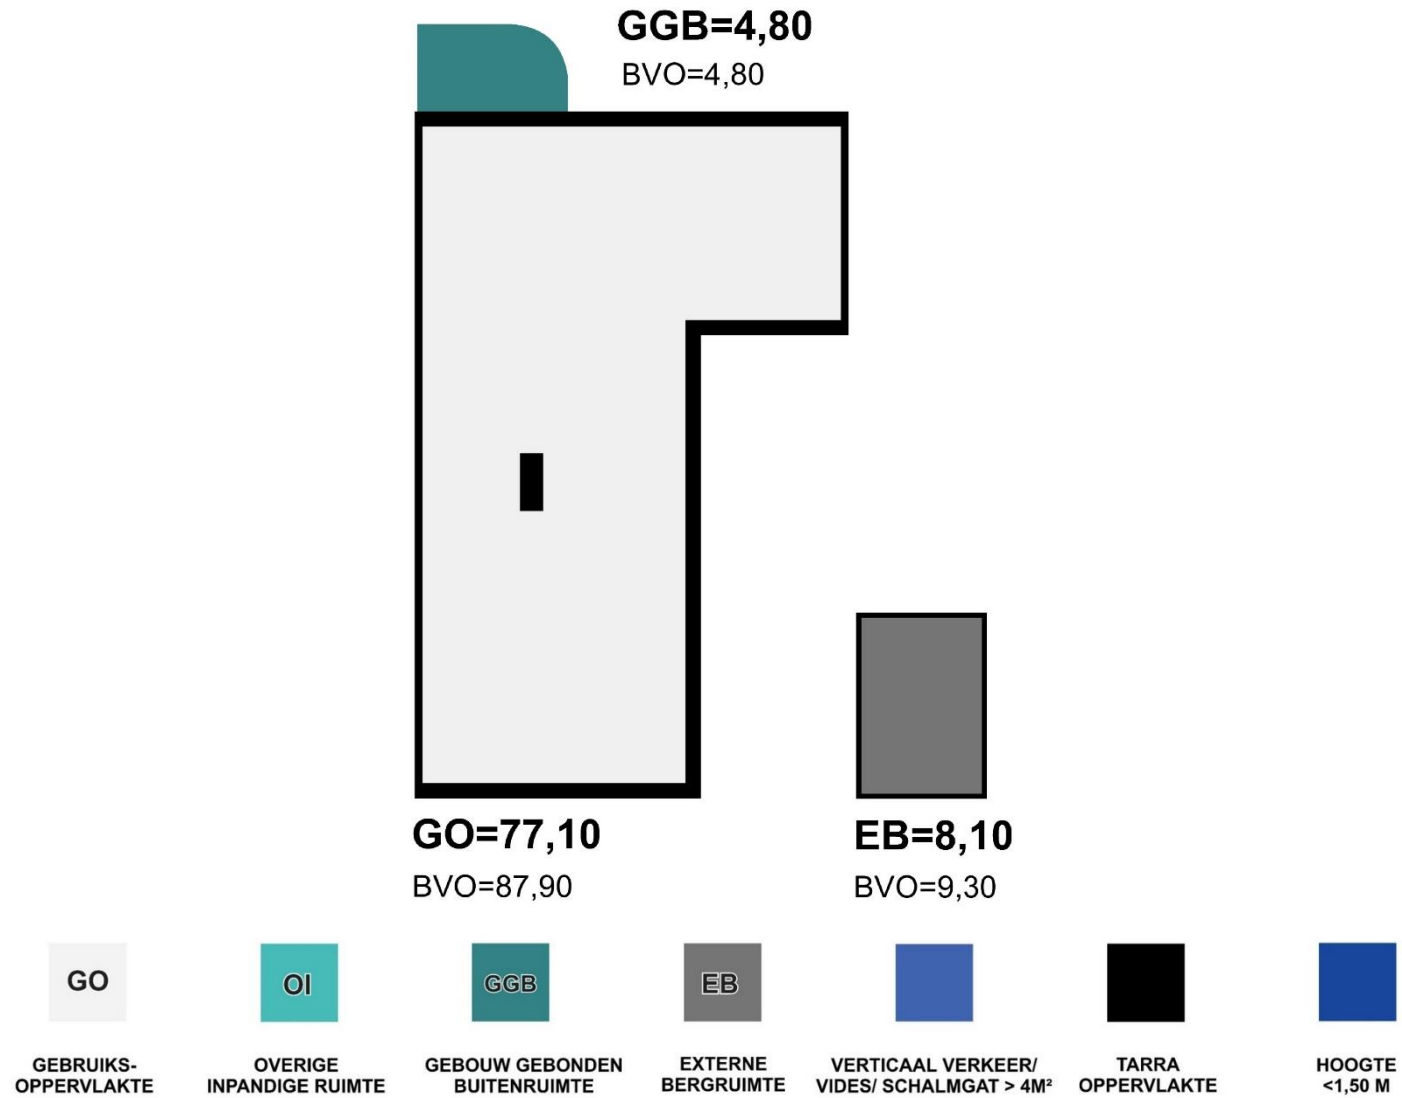 GGB=4,80
BVO=4,80
GO=77,10
BVO=87,90
EB=8,10
BVO=9,30
GO
OI
GGB
EB
GEBRUIKS-
OPPERVLAKTE
OVERIGE
INPANDIGE RUIMTE
GEBOUW GEBONDEN
BUITENRUIMTE
EXTERNE
BERGRUIMTE
VERTICAAL VERKEER/
VIDES/ SCHALMGAT > 4M²
TARRA
OPPERVLAKTE
HOOGTE
<1,50 M